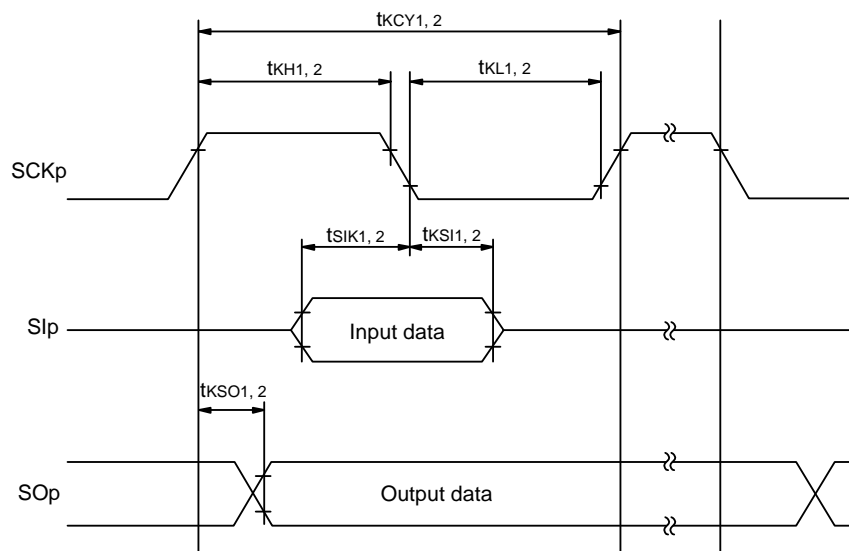 tKCY1, 2
tKH1, 2
tKL1, 2
SCKp
tSIK1, 2
tKSI1, 2
SIp
Input data
tKSO1, 2
SOp
Output data